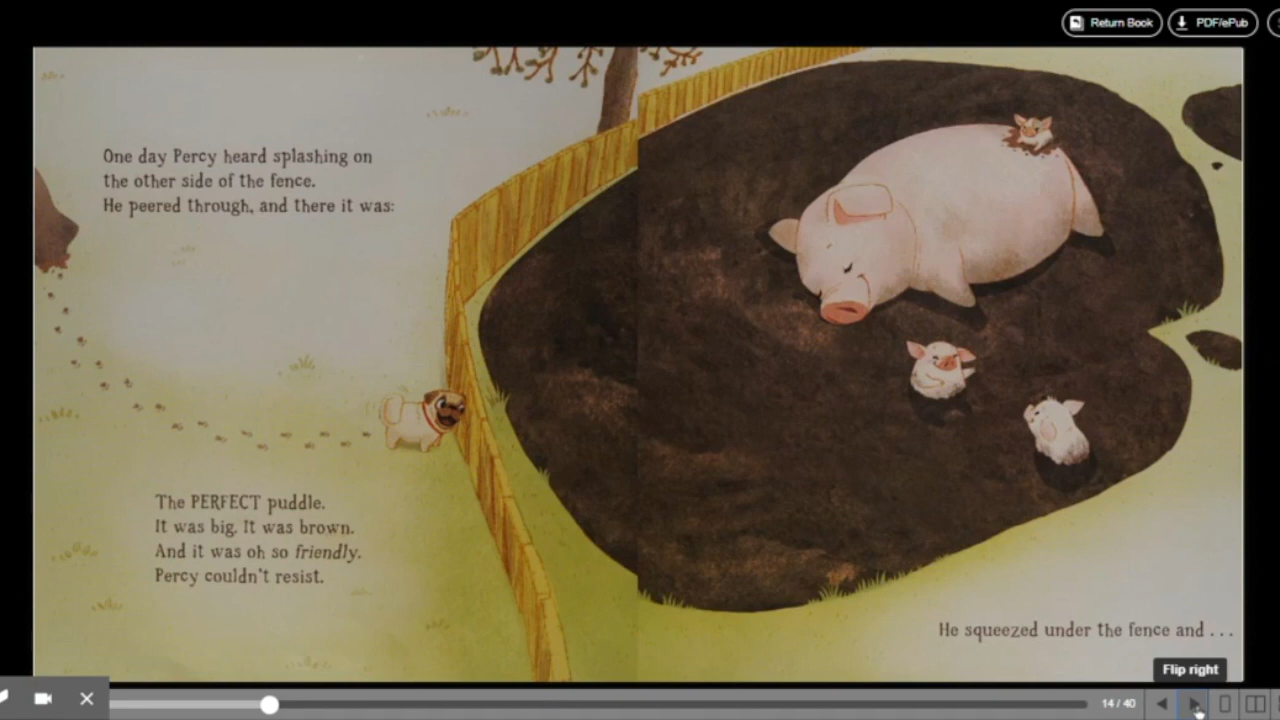 Return Book
PDF/ePub
One day Percy heard splashing on
the other side of the fence.
He peered through, and there it was:
The PERFECT puddle.
It was big. It was brown.
And it was oh so friendly.
Percy couldn't resist.
He squeezed under the fence and ...
Flip right
14 / 40